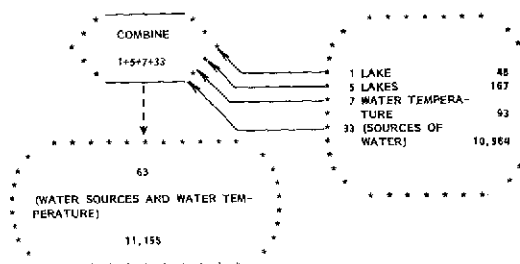 COMBINE
1+5+7+33
1 LAKE 48
5 LAKES 167
7 WATER TEMPERA-
TURE 93
33 (SOURCES OF
WATER) 10,964
63
(WATER SOURCES AND WATER TEM-
PERATURE)
11,155